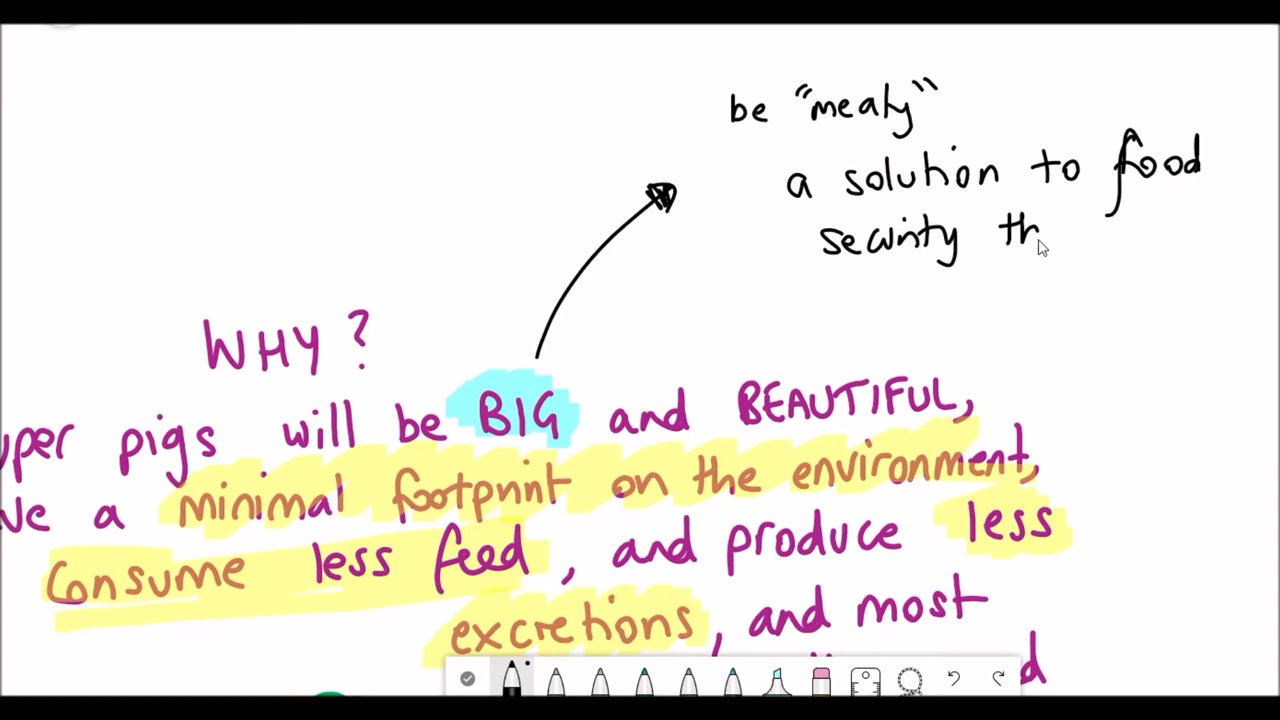 be "meaty"
a solution to food
security th
WHY?
uper pigs will be BIG and BEAUTIFUL,
ve a minimal footprint on the environment,
consume less feed, and produce less
excretions, and most
d